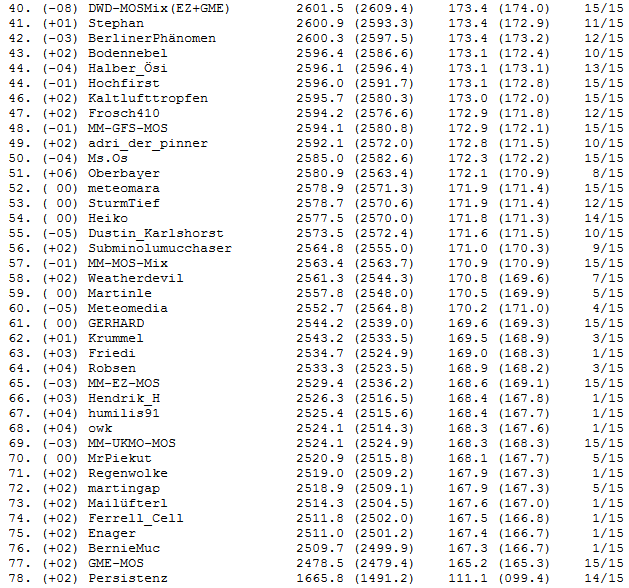 40. (-08) DWD-MOSMix(EZ+GME) 2601.5 (2609.4) 173.4 (174.0) 15/15
41. (+01) Stephan 2600.9 (2593.3) 173.4 (172.9) 11/15
42. (-03) BerlinerPhänomen 2600.3 (2597.5) 173.4 (173.2) 12/15
43. (+02) Bodennebel 2596.4 (2586.6) 173.1 (172.4) 10/15
44. (-04) Halber_Ösi 2596.1 (2596.4) 173.1 (173.1) 13/15
44. (-01) Hochfirst 2596.0 (2591.7) 173.1 (172.8) 15/15
46. (+02) Kaltlufttropfen 2595.7 (2580.3) 173.0 (172.0) 15/15
47. (+02) Frosch410 2594.2 (2576.6) 172.9 (171.8) 12/15
48. (-01) MM-GFS-MOS 2594.1 (2580.8) 172.9 (172.1) 15/15
49. (+02) adri_der_pinner 2592.1 (2572.0) 172.8 (171.5) 10/15
50. (-04) Ms.Os 2585.0 (2582.6) 172.3 (172.2) 15/15
51. (+06) Oberbayer 2580.9 (2563.4) 172.1 (170.9) 8/15
52. ( 00) meteomara 2578.9 (2571.3) 171.9 (171.4) 15/15
53. ( 00) SturmTief 2578.7 (2570.6) 171.9 (171.4) 12/15
54. ( 00) Heiko 2577.5 (2570.0) 171.8 (171.3) 14/15
55. (-05) Dustin_Karlshorst 2573.5 (2572.4) 171.6 (171.5) 10/15
56. (+02) Subminolumucchaser 2564.8 (2555.0) 171.0 (170.3) 9/15
57. (-01) MM-MOS-Mix 2563.4 (2563.7) 170.9 (170.9) 15/15
58. (+02) Weatherdevil 2561.3 (2544.3) 170.8 (169.6) 7/15
59. ( 00) Martinle 2557.8 (2548.0) 170.5 (169.9) 5/15
60. (-05) Meteomedia 2552.7 (2564.8) 170.2 (171.0) 4/15
61. ( 00) GERHARD 2544.2 (2539.0) 169.6 (169.3) 15/15
62. (+01) Krummel 2543.2 (2533.5) 169.5 (168.9) 3/15
63. (+03) Friedi 2534.7 (2524.9) 169.0 (168.3) 1/15
64. (+04) Robsen 2533.3 (2523.5) 168.9 (168.2) 3/15
65. (-03) MM-EZ-MOS 2529.4 (2536.2) 168.6 (169.1) 15/15
66. (+03) Hendrik_H 2526.3 (2516.5) 168.4 (167.8) 1/15
67. (+04) humilis91 2525.4 (2515.6) 168.4 (167.7) 1/15
68. (+04) owk 2524.1 (2514.3) 168.3 (167.6) 1/15
69. (-03) MM-UKMO-MOS 2524.1 (2524.9) 168.3 (168.3) 15/15
70. ( 00) MrPiekut 2520.9 (2515.8) 168.1 (167.7) 5/15
71. (+02) Regenwolke 2519.0 (2509.2) 167.9 (167.3) 1/15
72. (+02) martingap 2518.9 (2509.1) 167.9 (167.3) 5/15
73. (+02) Mailüfterl 2514.3 (2504.5) 167.6 (167.0) 1/15
74. (+02) Ferrell_Cell 2511.8 (2502.0) 167.5 (166.8) 1/15
75. (+02) Enager 2511.0 (2501.2) 167.4 (166.7) 1/15
76. (+02) BernieMuc 2509.7 (2499.9) 167.3 (166.7) 1/15
77. (+02) GME-MOS 2478.5 (2479.4) 165.2 (165.3) 15/15
78. (+02) Persistenz 1665.8 (1491.2) 111.1 (099.4) 14/15